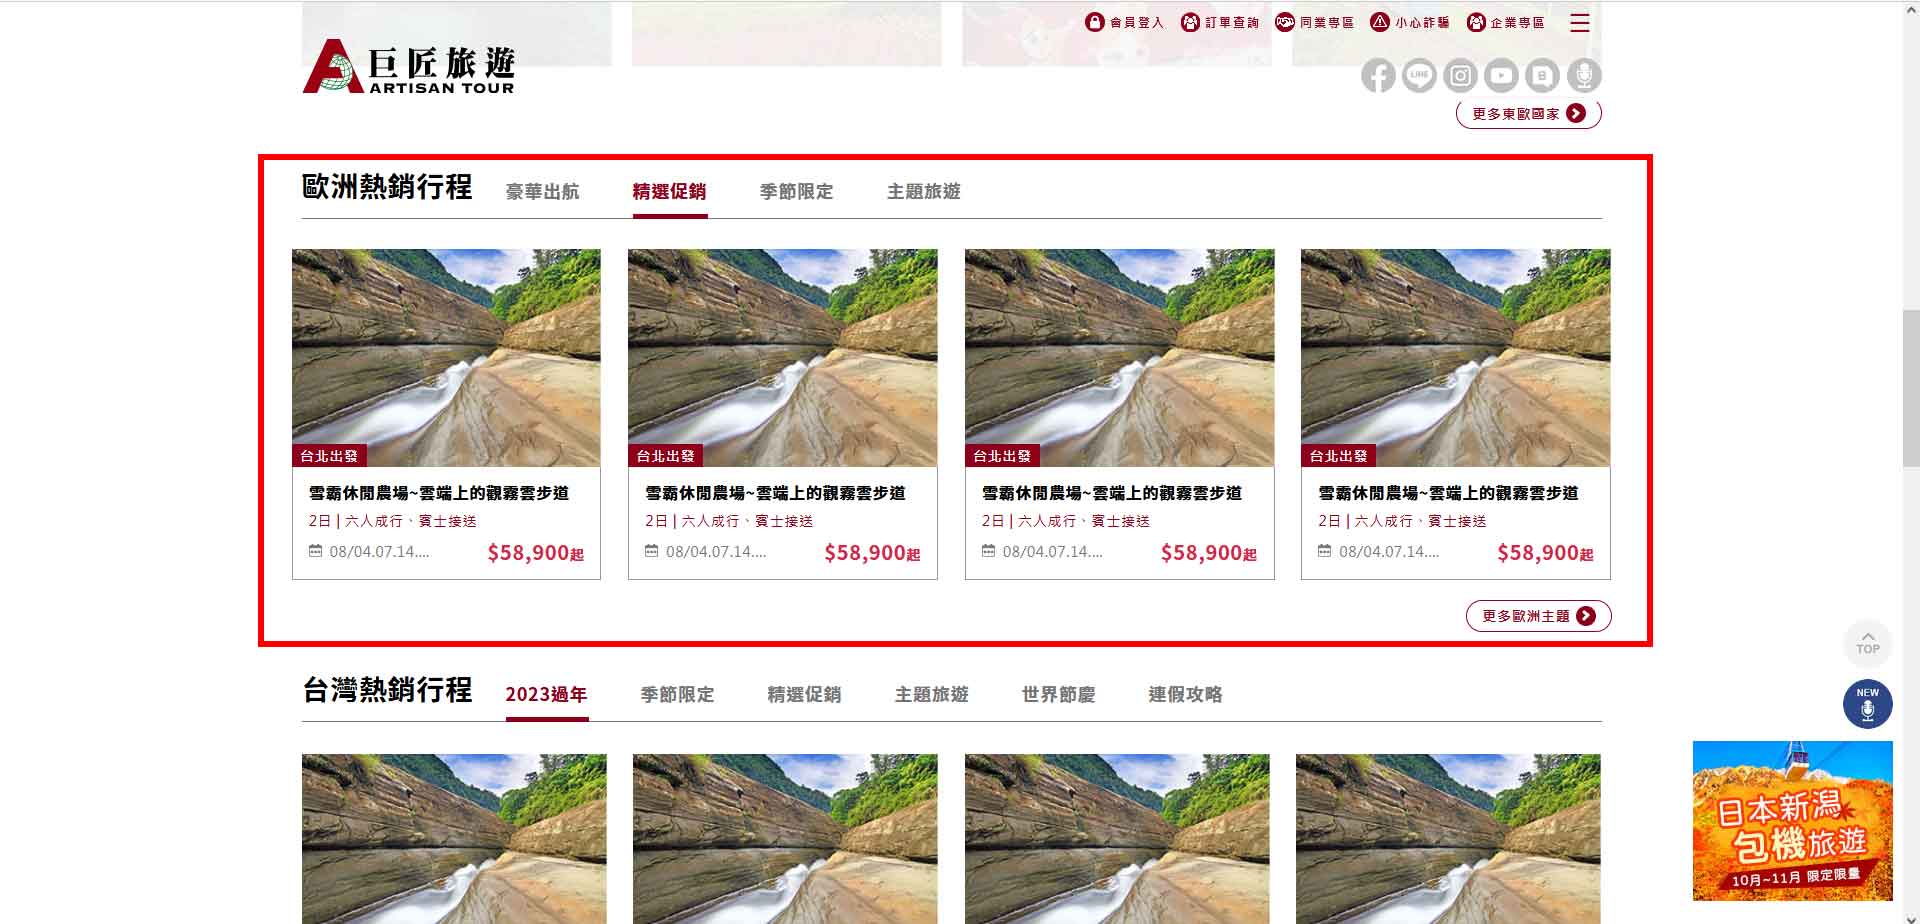 會員登入 訂單查詢 同業專區 小心詐騙 企業專區
巨匠旅遊
ARTISAN TOUR
LINE
B
更多東歐國家
歐洲熱銷行程 豪華出航 精選促銷 季節限定 主題旅遊
台北出發 台北出發 台北出發 台北出發
雪霸休閒農場~雲端上的觀霧雲步道 雪霸休閒農場~雲端上的觀霧雲步道 雪霸休閒農場~雲端上的觀霧雲步道 雪霸休閒農場~雲端上的觀霧雲步道
2日 | 六人成行、賓士接送 2日 | 六人成行、賓士接送 2日 | 六人成行、賓士接送 2日 | 六人成行、賓士接送
08/04.07.14.... $58,900起 08/04.07.14.... $58,900起 08/04.07.14.... $58,900起 08/04.07.14.... $58,900起
更多歐洲主題
TOP
NEW
台灣熱銷行程 2023過年 季節限定 精選促銷 主題旅遊 世界節慶 連假攻略
日本新潟
包機旅遊
10月~11月 限定限量